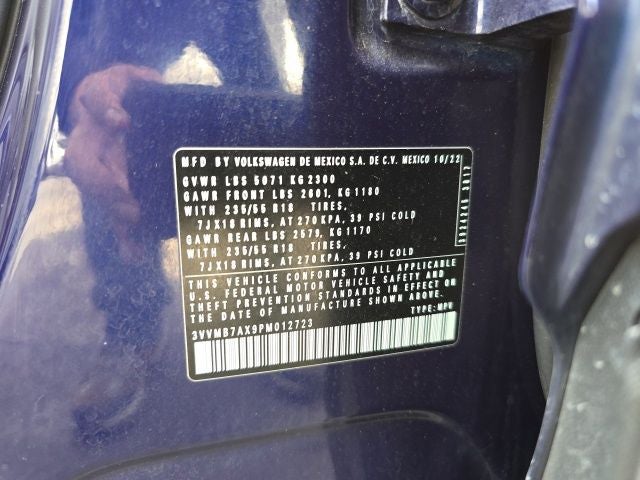 MFD BY VOLKSWAGEN DE MEXICO S.A. DE C.V. MEXICO 10/22
GVWR LBS 5071 KG 2300
GAWR FRONT LBS 2601, KG 1180
WITH 235/55 R18 TIRES,
7JX18 RIMS, AT 270 KPA, 39 PSI COLD
GAWR REAR LBS 2579, KG 1170
WITH 235/55 R18 TIRES,
7JX18 RIMS, AT 270 KPA, 39 PSI COLD
THIS VEHICLE CONFORMS TO ALL APPLICABLE
U.S. FEDERAL MOTOR VEHICLE SAFETY AND
THEFT PREVENTION STANDARDS IN EFFECT ON
THE DATE OF MANUFACTURE SHOWN ABOVE.
TYPE: MPV
3VVMB7AX9PM012723